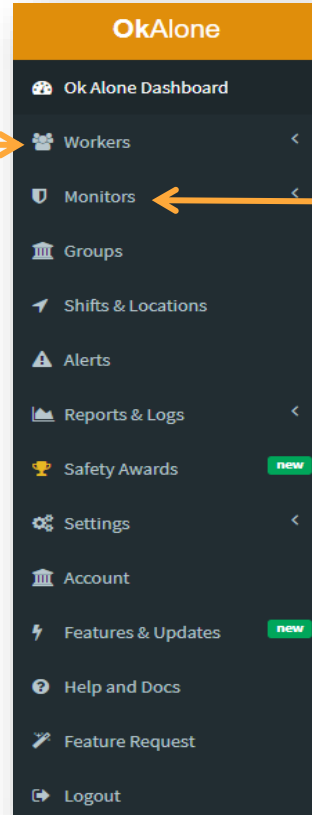 OkAlone
Ok Alone Dashboard
Workers
Monitors
Groups
Shifts & Locations
Alerts
Reports & Logs
Safety Awards new
Settings
Account
Features & Updates new
Help and Docs
Feature Request
Logout